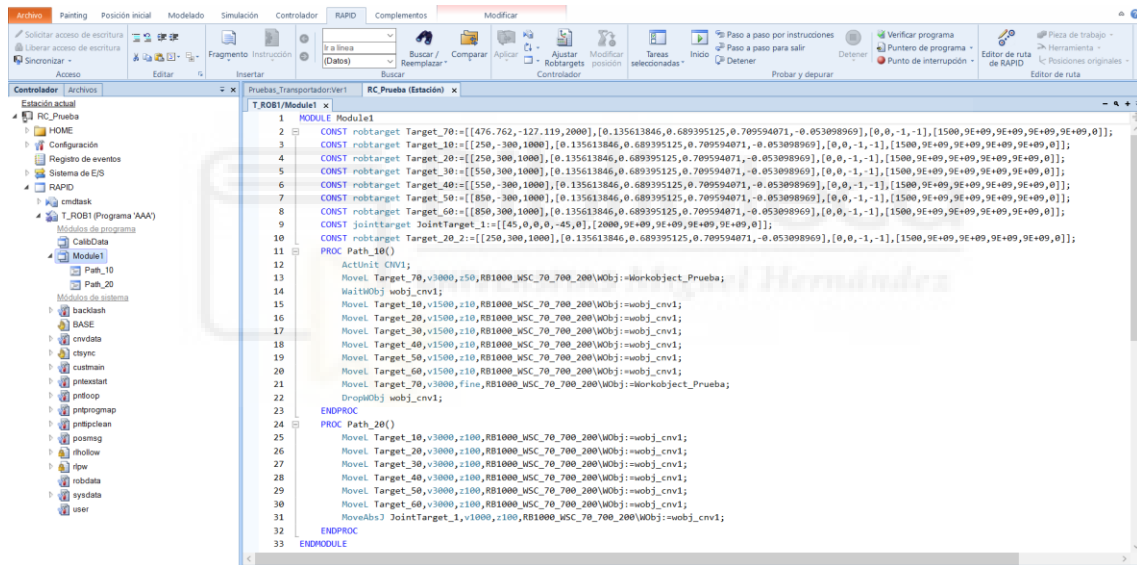 Archivo Painting Posición inicial Modelado Simulación Controlador RAPID Complementos Modificar
Solicitar acceso de escritura
Liberar acceso de escritura
Sincronizar
Acceso
Editar
Fragmento Instrucción
Insertar
Ir a línea
(Datos)
Buscar / Reemplazar
Comparar
Buscar
Aplicar
Ajustar Robtargets
Modificar posición
Controlador
Tareas seleccionadas
Inicio
Paso a paso por instrucciones
Paso a paso para salir
Detener
Detener
Verificar programa
Puntero de programa
Punto de interrupción
Probar y depurar
Editor de ruta de RAPID
Pieza de trabajo
Herramienta
Posiciones originales
Editor de ruta
Controlador Archivos
Estación actual
RC_Prueba
HOME
Configuración
Registro de eventos
Sistema de E/S
RAPID
cmdtask
T_ROB1 (Programa 'AAA')
Módulos de programa
CalibData
Module1
Path_10
Path_20
Módulos de sistema
backlash
BASE
cnvdata
ctsync
custmain
pntexstart
pntloop
pntprogmap
pnttipclean
posmsg
rlhollow
rlpw
robdata
sysdata
user
Pruebas_Transportador:Ver1 RC_Prueba (Estación) x
T_ROB1/Module1 x
1 MODULE Module1
2 CONST robtarget Target_70:=[[476.762,-127.119,2000],[0.135613846,0.689395125,0.709594071,-0.053098969],[0,0,-1,-1],[1500,9E+09,9E+09,9E+09,9E+09,0]];
3 CONST robtarget Target_10:=[[250,-300,1000],[0.135613846,0.689395125,0.709594071,-0.053098969],[0,0,-1,-1],[1500,9E+09,9E+09,9E+09,9E+09,0]];
4 CONST robtarget Target_20:=[[250,300,1000],[0.135613846,0.689395125,0.709594071,-0.053098969],[0,0,-1,-1],[1500,9E+09,9E+09,9E+09,9E+09,0]];
5 CONST robtarget Target_30:=[[550,300,1000],[0.135613846,0.689395125,0.709594071,-0.053098969],[0,0,-1,-1],[1500,9E+09,9E+09,9E+09,9E+09,0]];
6 CONST robtarget Target_40:=[[550,-300,1000],[0.135613846,0.689395125,0.709594071,-0.053098969],[0,0,-1,-1],[1500,9E+09,9E+09,9E+09,9E+09,0]];
7 CONST robtarget Target_50:=[[850,-300,1000],[0.135613846,0.689395125,0.709594071,-0.053098969],[0,0,-1,-1],[1500,9E+09,9E+09,9E+09,9E+09,0]];
8 CONST robtarget Target_60:=[[850,300,1000],[0.135613846,0.689395125,0.709594071,-0.053098969],[0,0,-1,-1],[1500,9E+09,9E+09,9E+09,9E+09,0]];
9 CONST jointtarget JointTarget_1:=[[45,0,0,0,-45,0],[2000,9E+09,9E+09,9E+09,9E+09,0]];
10 CONST robtarget Target_20_2:=[[250,300,1000],[0.135613846,0.689395125,0.709594071,-0.053098969],[0,0,-1,-1],[1500,9E+09,9E+09,9E+09,9E+09,0]];
11 PROC Path_10()
12 ActUnit CNV1;
13 MoveL Target_70,v3000,z50,RB1000_WSC_70_700_200\WObj:=Workobject_Prueba;
14 WaitWObj wobj_cnv1;
15 MoveL Target_10,v1500,z10,RB1000_WSC_70_700_200\WObj:=wobj_cnv1;
16 MoveL Target_20,v1500,z10,RB1000_WSC_70_700_200\WObj:=wobj_cnv1;
17 MoveL Target_30,v1500,z10,RB1000_WSC_70_700_200\WObj:=wobj_cnv1;
18 MoveL Target_40,v1500,z10,RB1000_WSC_70_700_200\WObj:=wobj_cnv1;
19 MoveL Target_50,v1500,z10,RB1000_WSC_70_700_200\WObj:=wobj_cnv1;
20 MoveL Target_60,v1500,z10,RB1000_WSC_70_700_200\WObj:=wobj_cnv1;
21 MoveL Target_70,v3000,fine,RB1000_WSC_70_700_200\WObj:=Workobject_Prueba;
22 DropWObj wobj_cnv1;
23 ENDPROC
24 PROC Path_20()
25 MoveL Target_10,v3000,z100,RB1000_WSC_70_700_200\WObj:=wobj_cnv1;
26 MoveL Target_20,v3000,z100,RB1000_WSC_70_700_200\WObj:=wobj_cnv1;
27 MoveL Target_30,v3000,z100,RB1000_WSC_70_700_200\WObj:=wobj_cnv1;
28 MoveL Target_40,v3000,z100,RB1000_WSC_70_700_200\WObj:=wobj_cnv1;
29 MoveL Target_50,v3000,z100,RB1000_WSC_70_700_200\WObj:=wobj_cnv1;
30 MoveL Target_60,v3000,z100,RB1000_WSC_70_700_200\WObj:=wobj_cnv1;
31 MoveAbsJ JointTarget_1,v1000,z100,RB1000_WSC_70_700_200\WObj:=wobj_cnv1;
32 ENDPROC
33 ENDMODULE
Miguel Hernández